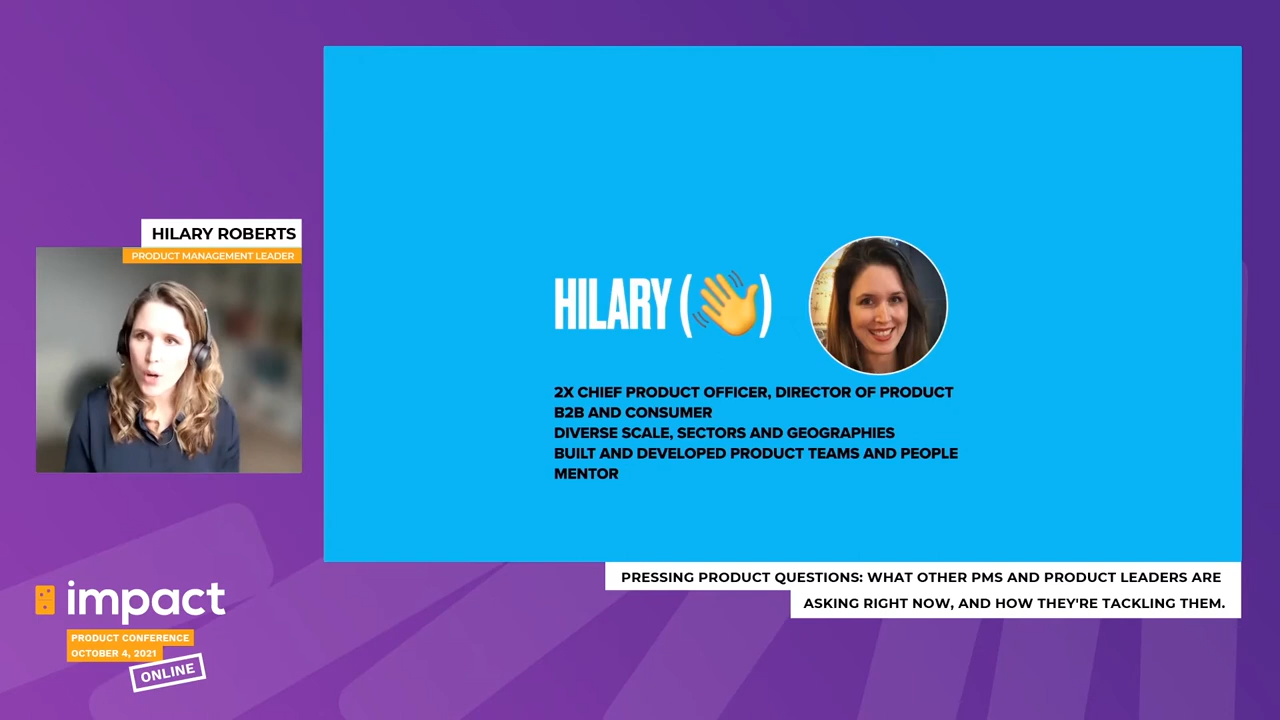 HILARY ROBERTS
PRODUCT MANAGEMENT LEADER
HILARY (👋)
2X CHIEF PRODUCT OFFICER, DIRECTOR OF PRODUCT
B2B AND CONSUMER
DIVERSE SCALE, SECTORS AND GEOGRAPHIES
BUILT AND DEVELOPED PRODUCT TEAMS AND PEOPLE
MENTOR
PRESSING PRODUCT QUESTIONS: WHAT OTHER PMS AND PRODUCT LEADERS ARE
ASKING RIGHT NOW, AND HOW THEY'RE TACKLING THEM.
impact
PRODUCT CONFERENCE
OCTOBER 4, 2021
ONLINE